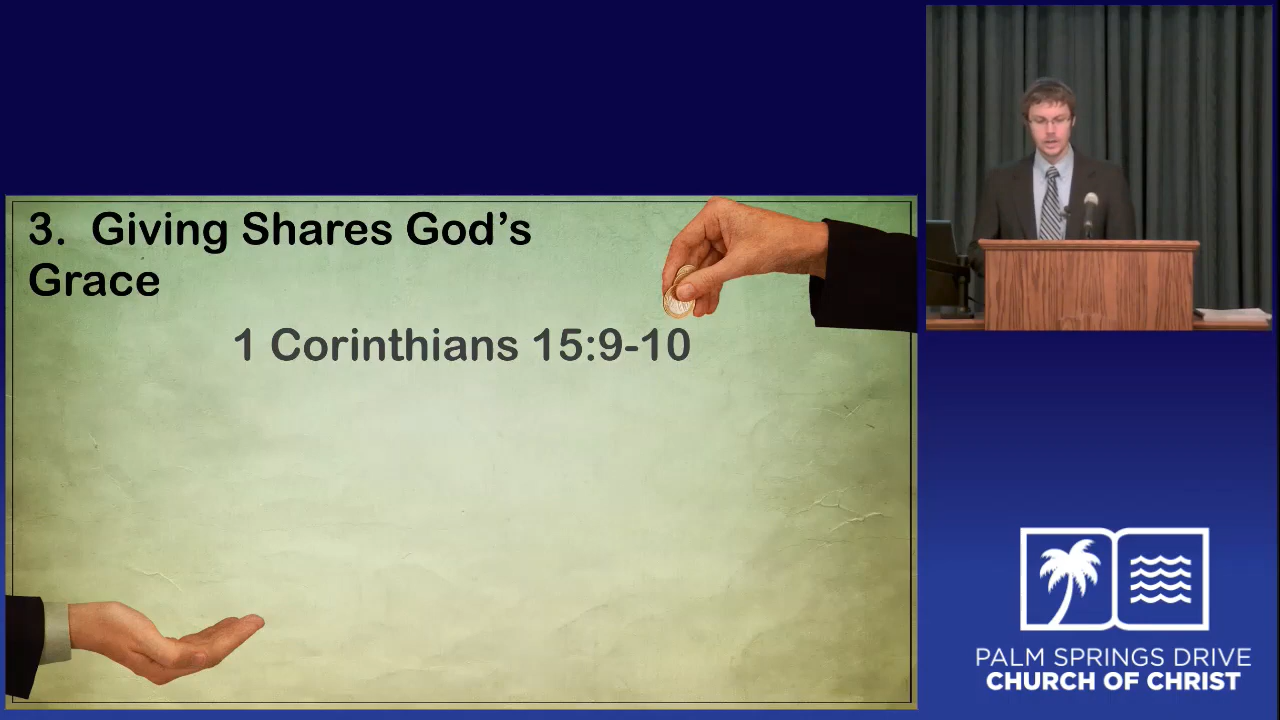 3. Giving Shares God’s
Grace
1 Corinthians 15:9-10
PALM SPRINGS DRIVE
CHURCH OF CHRIST